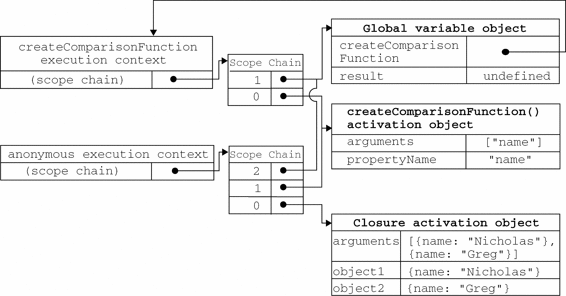 createComparisonFunction
execution context
(scope chain)
Scope Chain
1
0
Global variable object
createComparison
Function
result undefined
createComparisonFunction()
activation object
arguments ["name"]
propertyName "name"
anonymous execution context
(scope chain)
Scope Chain
2
1
0
Closure activation object
arguments [{name: "Nicholas"},
{name: "Greg"}]
object1 {name: "Nicholas"}
object2 {name: "Greg"}